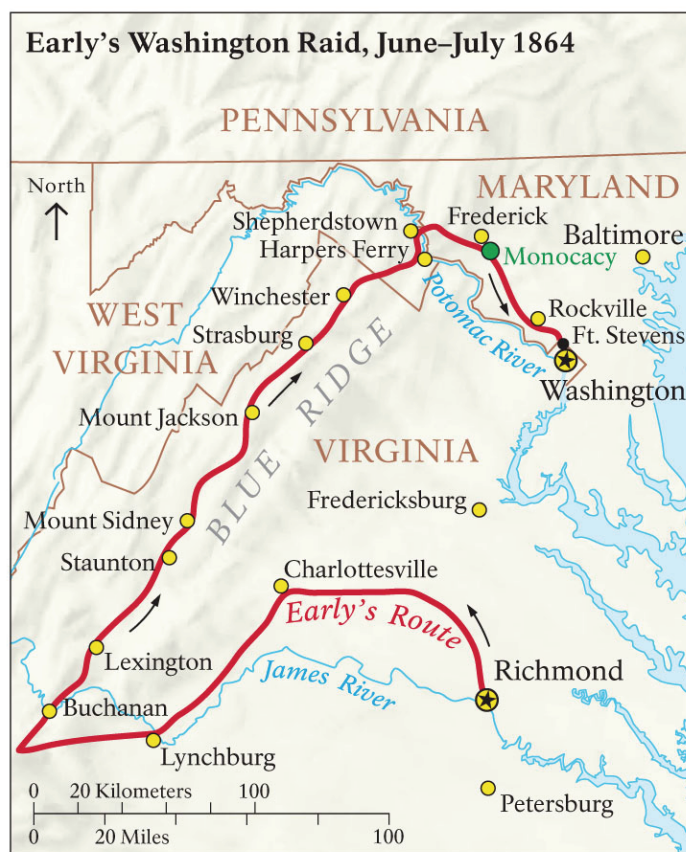 Early's Washington Raid, June–July 1864
PENNSYLVANIA
North
MARYLAND
Shepherdstown
Frederick
Baltimore
Harpers Ferry
Monocacy
WEST
VIRGINIA
Winchester
Potomac River
Rockville
Strasburg
Ft. Stevens
Washington
Mount Jackson
BLUE RIDGE
VIRGINIA
Fredericksburg
Mount Sidney
Staunton
Charlottesville
Early's Route
Lexington
James River
Richmond
Buchanan
Lynchburg
0 20 Kilometers 100
0 20 Miles 100
Petersburg